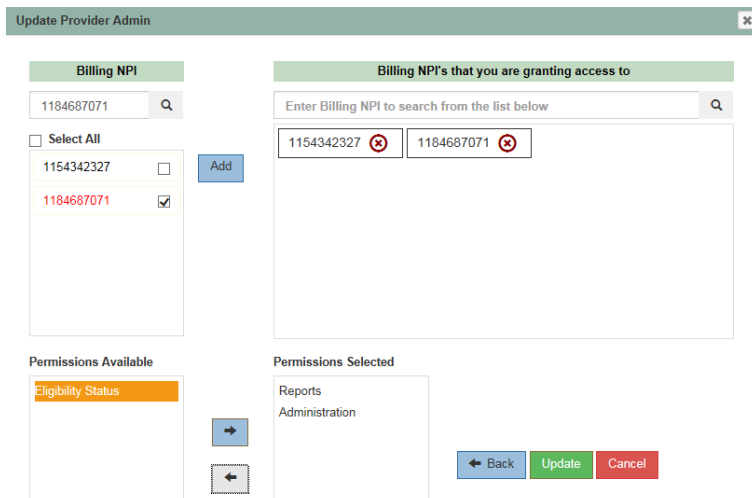 Update Provider Admin
Billing NPI
Billing NPI's that you are granting access to
1184687071
Enter Billing NPI to search from the list below
Select All
1154342327
1184687071
Add
1154342327
1184687071
Permissions Available
Permissions Selected
Eligibility Status
Reports
Administration
Back
Update
Cancel